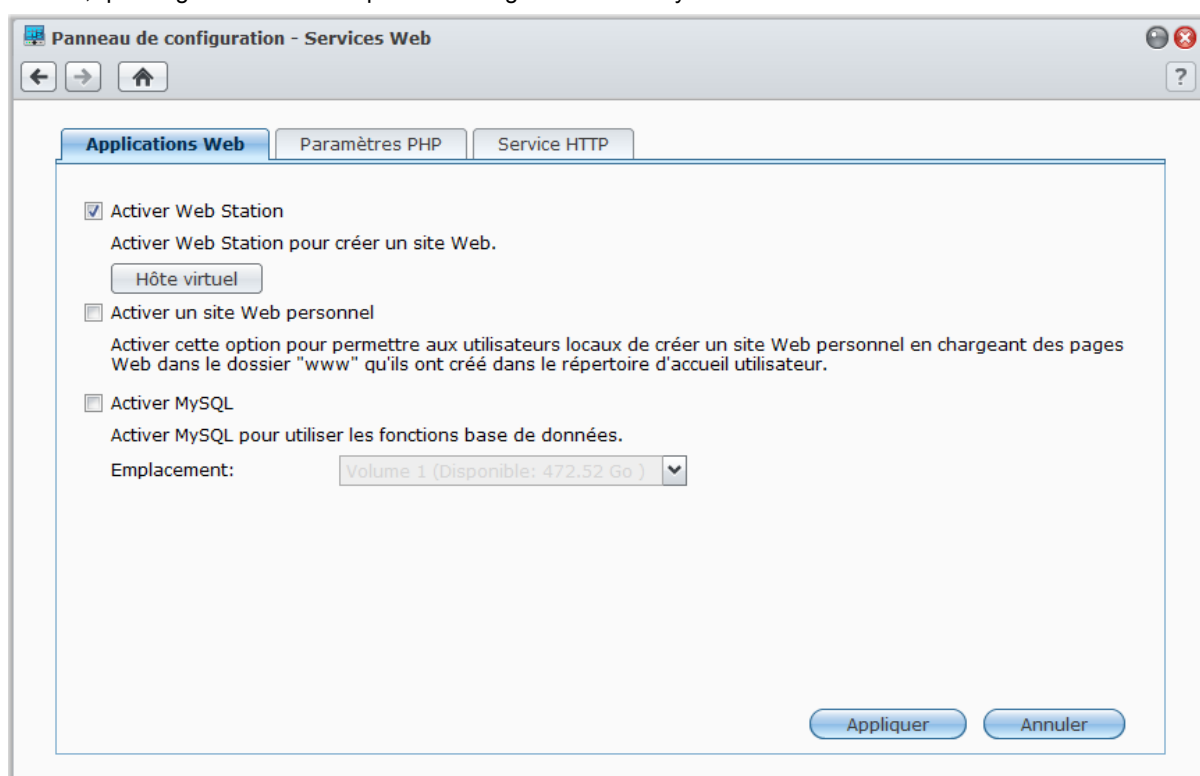 Panneau de configuration - Services Web
?
Applications Web Paramètres PHP Service HTTP
Activer Web Station
Activer Web Station pour créer un site Web.
Hôte virtuel
Activer un site Web personnel
Activer cette option pour permettre aux utilisateurs locaux de créer un site Web personnel en chargeant des pages
Web dans le dossier "www" qu'ils ont créé dans le répertoire d'accueil utilisateur.
Activer MySQL
Activer MySQL pour utiliser les fonctions base de données.
Emplacement: Volume 1 (Disponible: 472.52 Go )
Appliquer Annuler